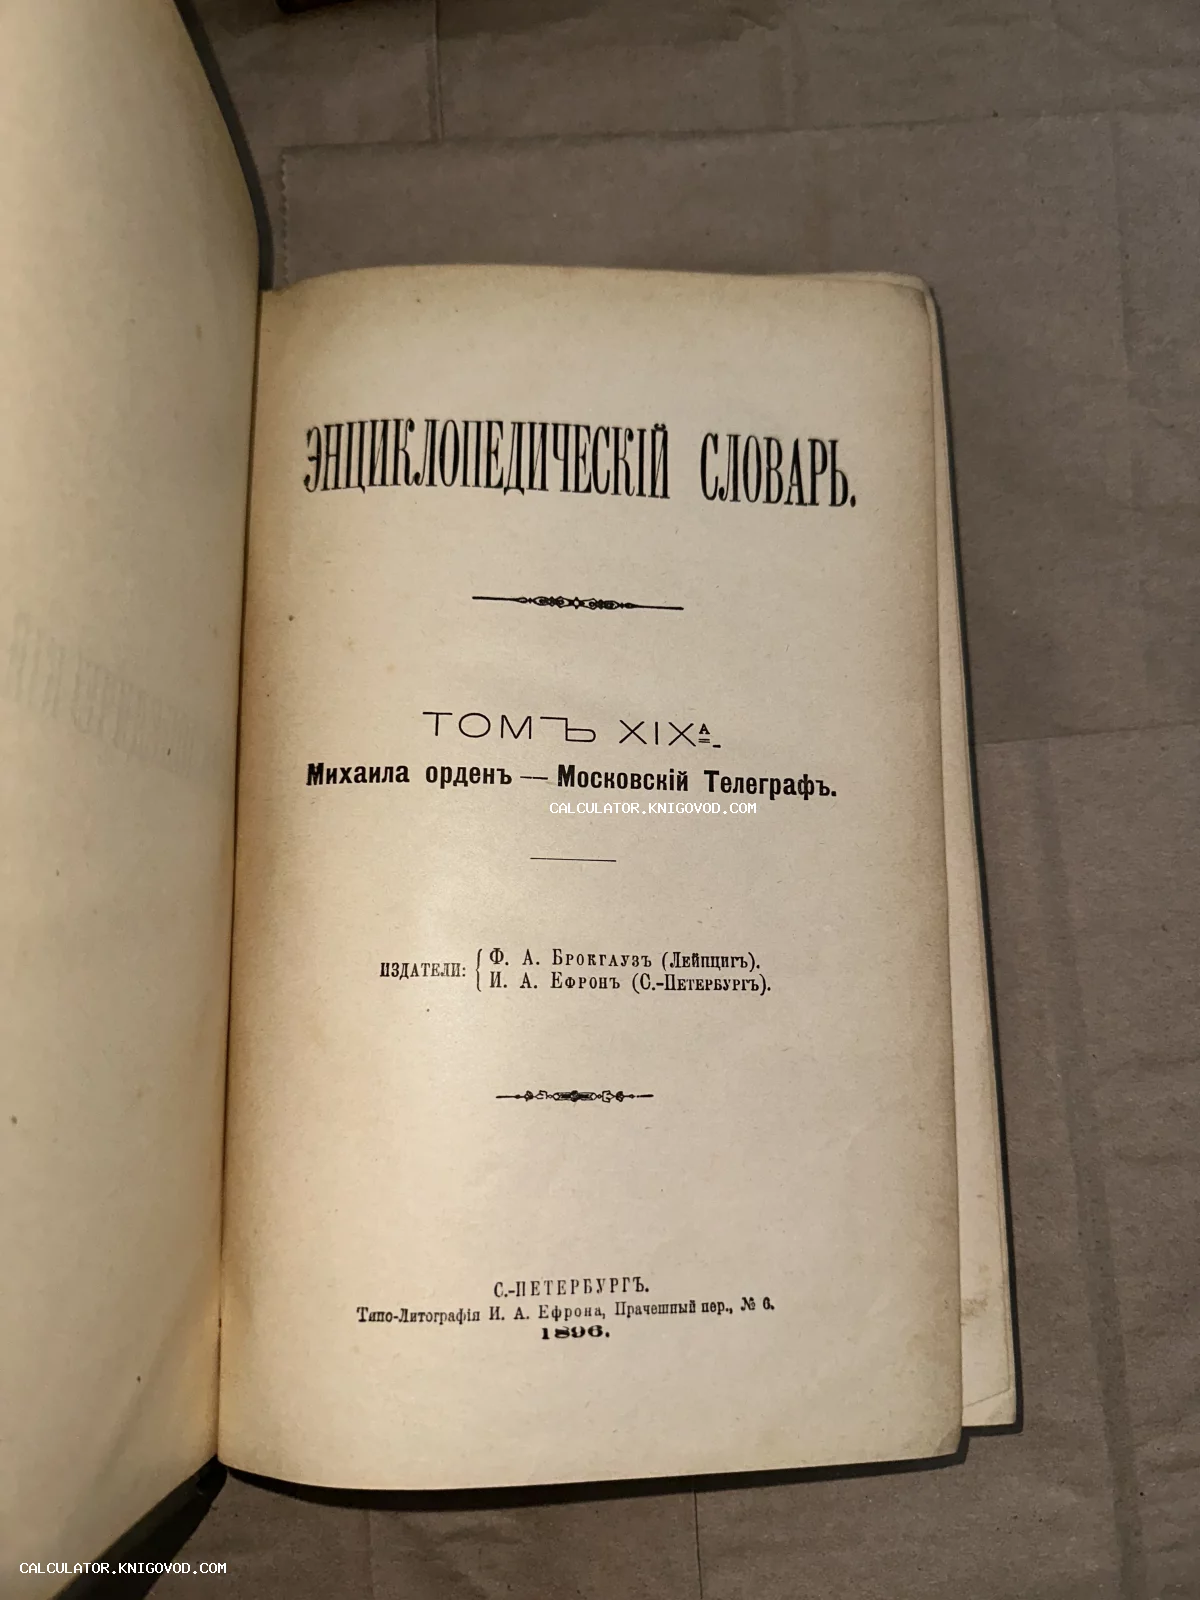 ЭНЦИКЛОПЕДИЧЕСКІЙ СЛОВАРЬ.
ТОМЪ XIXА.
Михаила орденъ — Московскій Телеграфъ.
CALCULATOR.KNIGOVOD.COM
ИЗДАТЕЛИ: { Ф. А. Брокгаузъ (Лейпцигъ).
И. А. Ефронъ (С.-Петербургъ).
С.-ПЕТЕРБУРГЪ.
Типо-Литографія И. А. Ефрона, Прачешный пер., № 6.
1896.
CALCULATOR.KNIGOVOD.COM